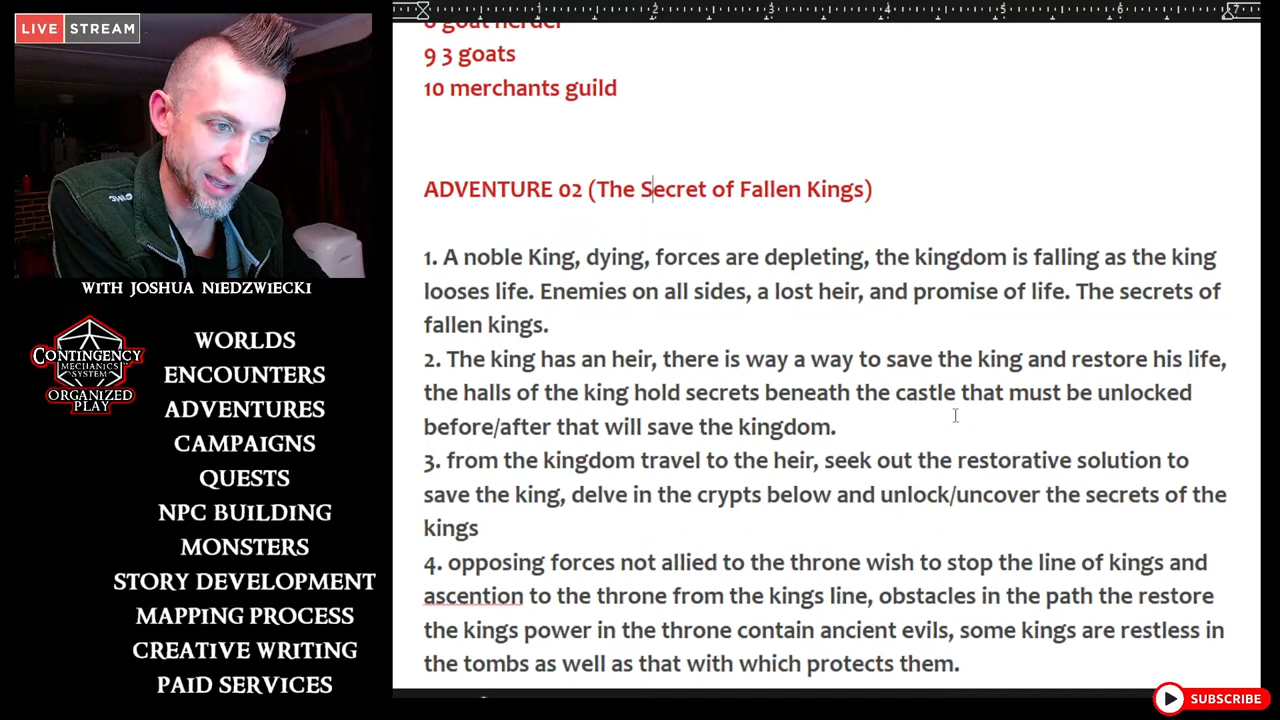 LIVE STREAM
WITH JOSHUA NIEDZWIECKI
CONTINGENCY
MECHANICS
SYSTEM
ORGANIZED
PLAY
WORLDS
ENCOUNTERS
ADVENTURES
CAMPAIGNS
QUESTS
NPC BUILDING
MONSTERS
STORY DEVELOPMENT
MAPPING PROCESS
CREATIVE WRITING
PAID SERVICES
1 2 3 4 5 6 7
8 goat herder
9 3 goats
10 merchants guild
ADVENTURE 02 (The Secret of Fallen Kings)
1. A noble King, dying, forces are depleting, the kingdom is falling as the king
looses life. Enemies on all sides, a lost heir, and promise of life. The secrets of
fallen kings.
2. The king has an heir, there is way a way to save the king and restore his life,
the halls of the king hold secrets beneath the castle that must be unlocked
before/after that will save the kingdom.
3. from the kingdom travel to the heir, seek out the restorative solution to
save the king, delve in the crypts below and unlock/uncover the secrets of the
kings
4. opposing forces not allied to the throne wish to stop the line of kings and
ascention to the throne from the kings line, obstacles in the path the restore
the kings power in the throne contain ancient evils, some kings are restless in
the tombs as well as that with which protects them.
SUBSCRIBE